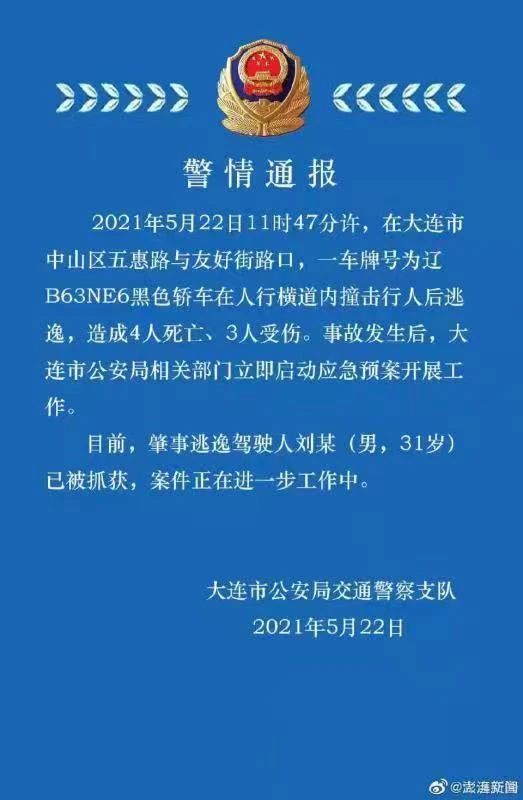 警情通报
2021年5月22日11时47分许，在大连市
中山区五惠路与友好街路口，一车牌号为辽
B63NE6黑色轿车在人行横道内撞击行人后逃
逸，造成4人死亡、3人受伤。事故发生后，大
连市公安局相关部门立即启动应急预案开展工
作。
目前，肇事逃逸驾驶人刘某（男，31岁）
已被抓获，案件正在进一步工作中。
大连市公安局交通警察支队
2021年5月22日
@澎湃新闻